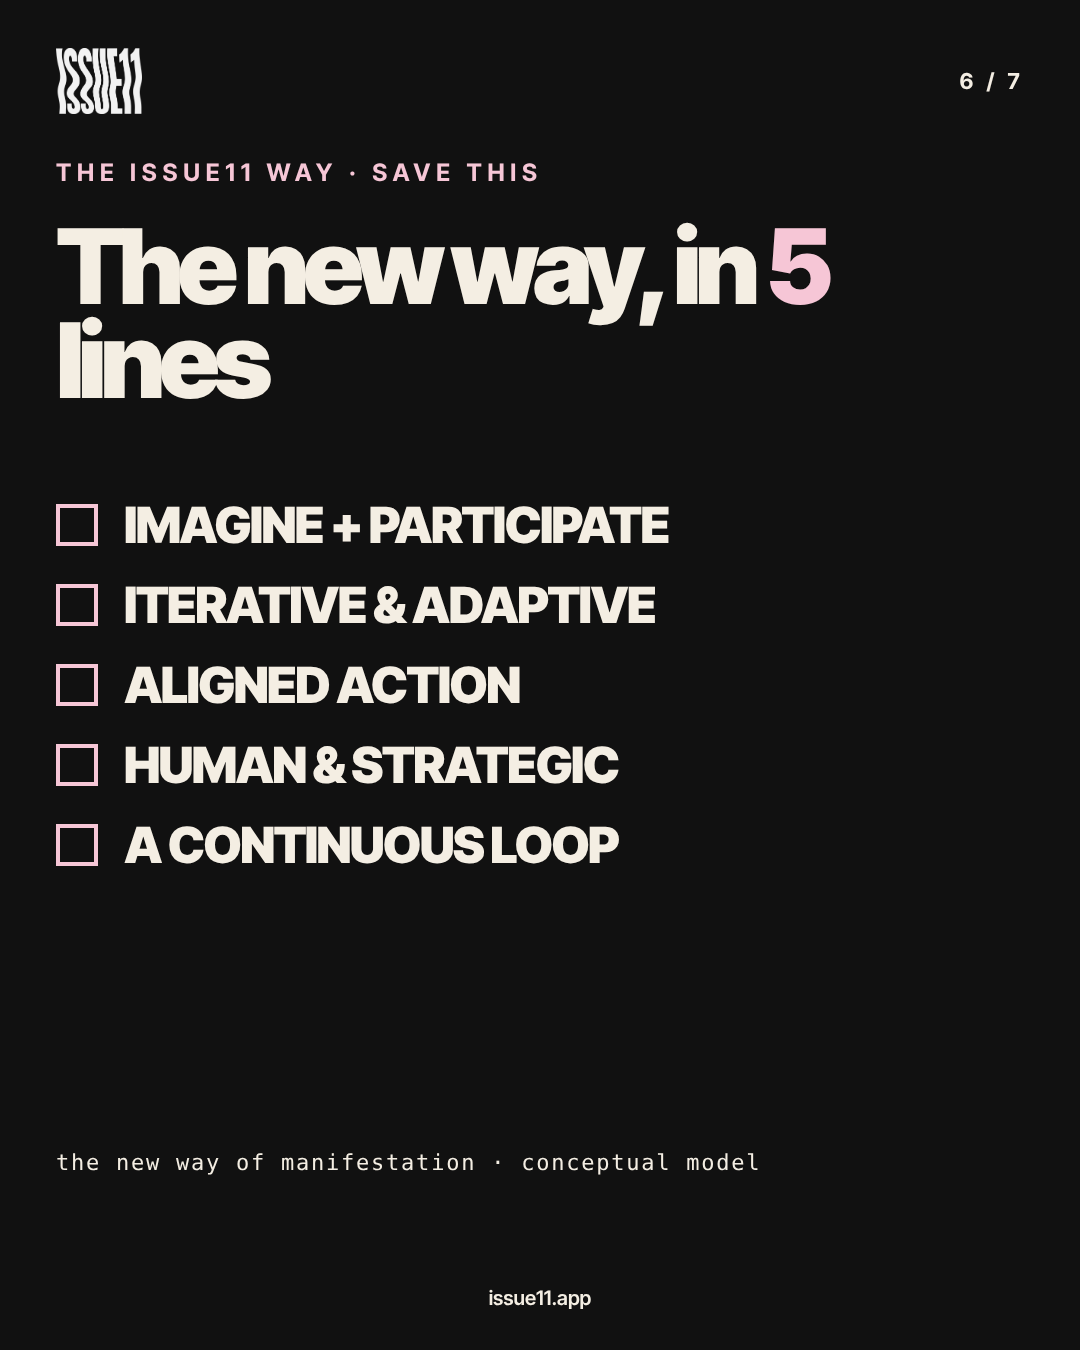 ISSUE11
6 / 7
THE ISSUE11 WAY · SAVE THIS
The new way, in 5
lines
IMAGINE + PARTICIPATE
ITERATIVE & ADAPTIVE
ALIGNED ACTION
HUMAN & STRATEGIC
A CONTINUOUS LOOP
the new way of manifestation · conceptual model
issue11.app